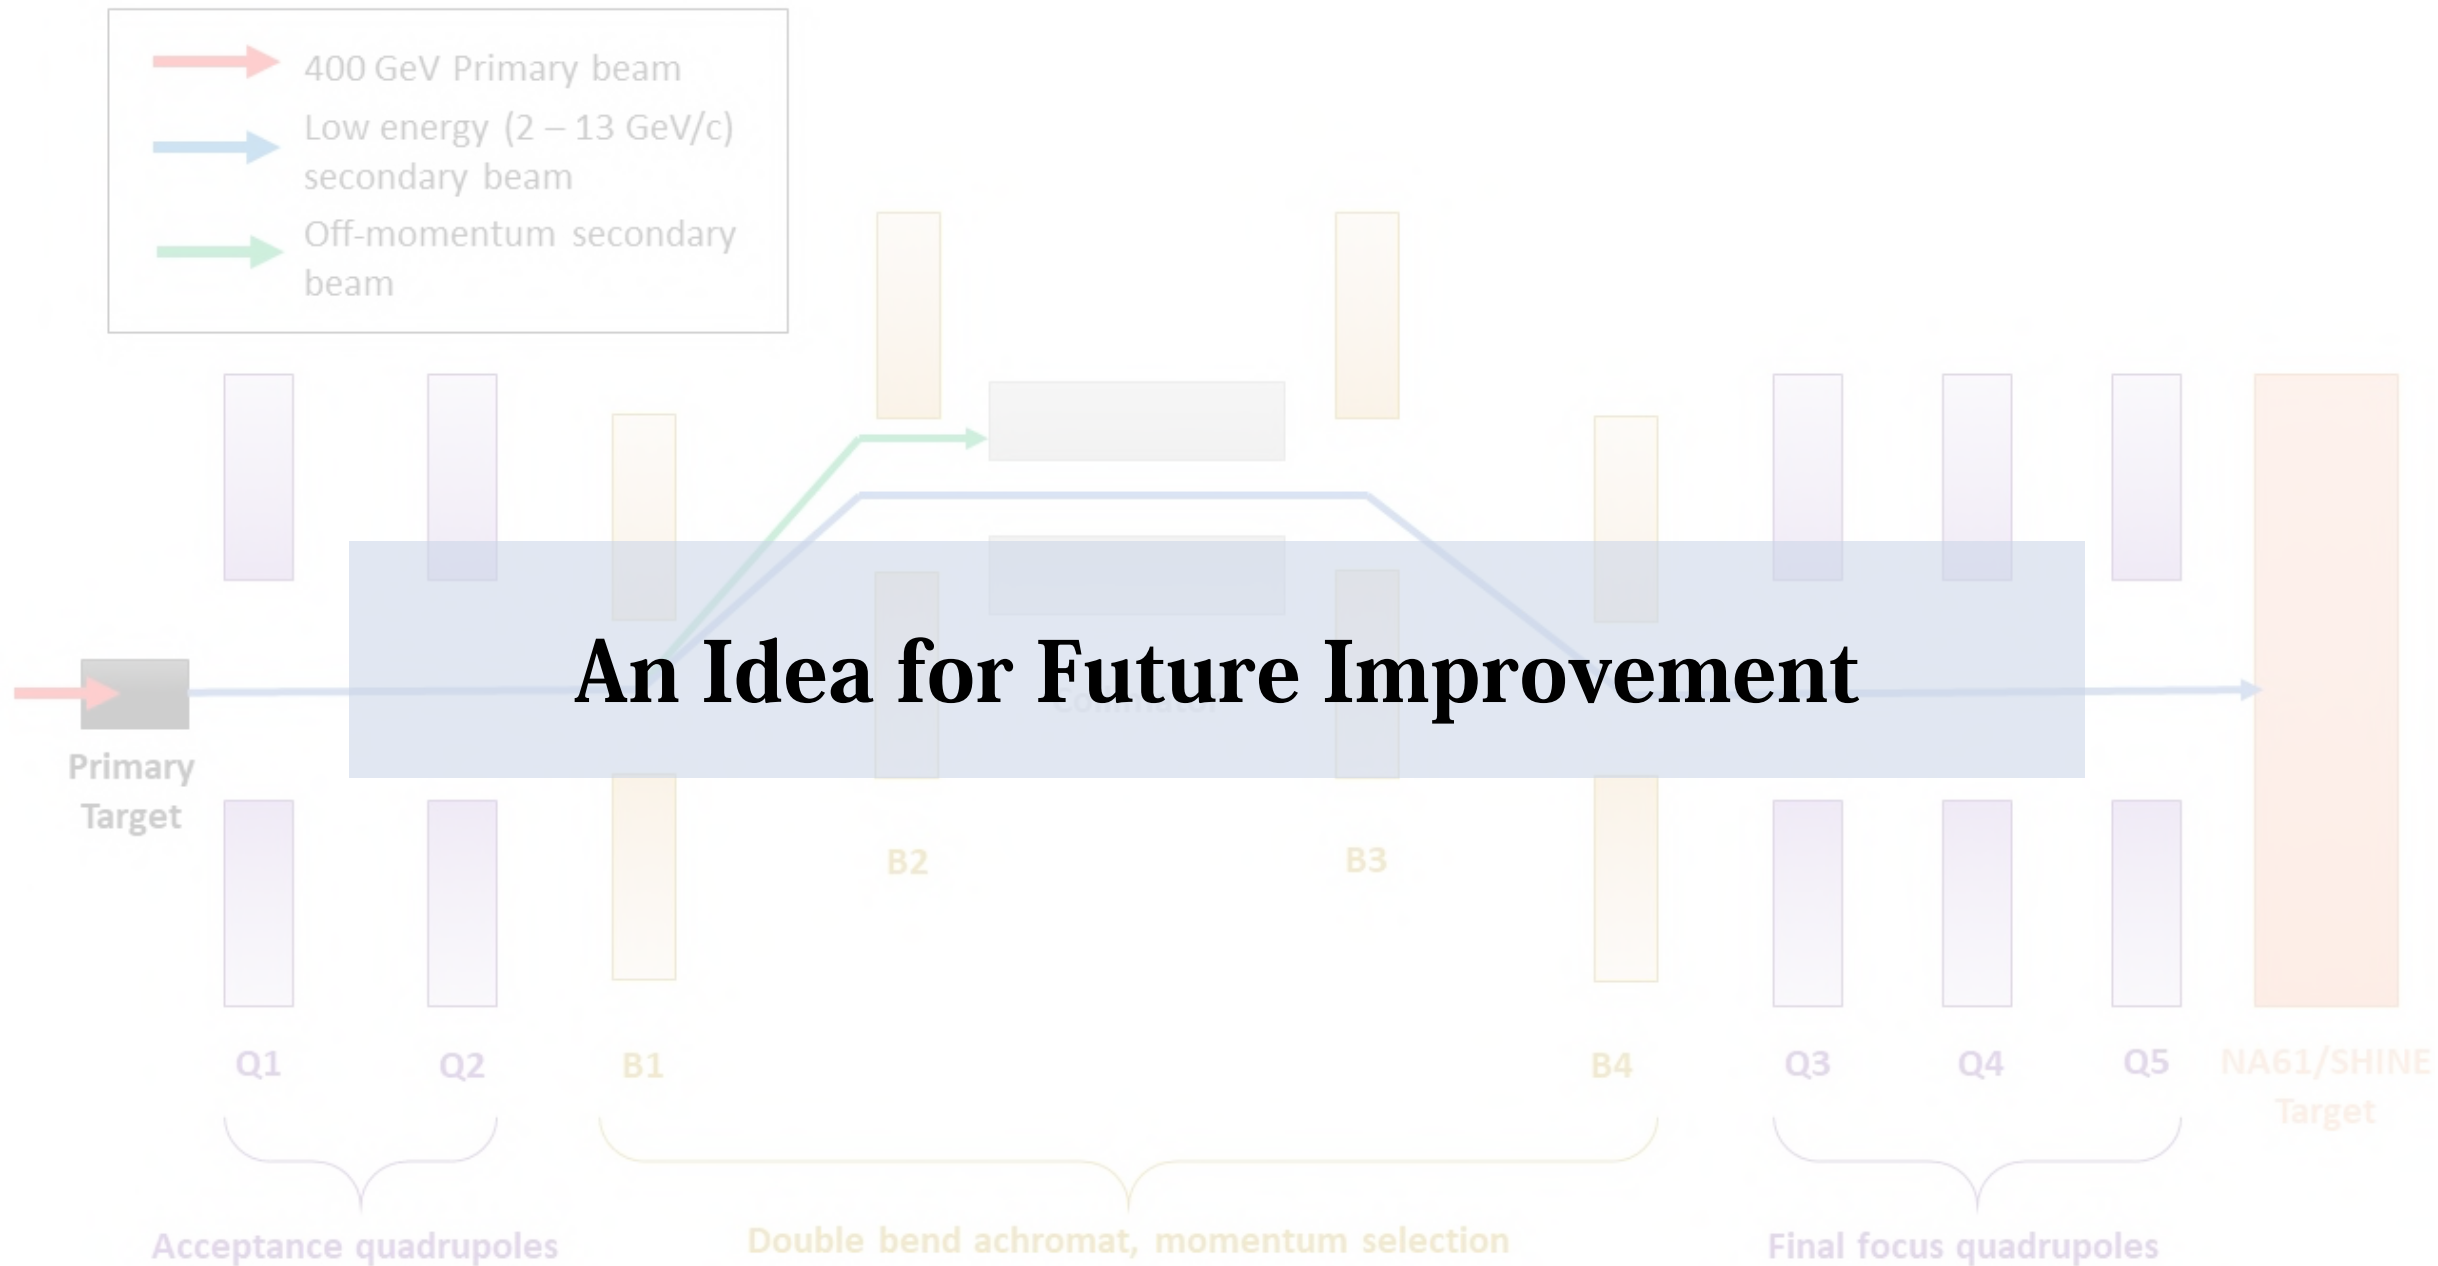 400 GeV Primary beam
Low energy (2 – 13 GeV/c)
secondary beam
Off-momentum secondary
beam
An Idea for Future Improvement
Primary
Target
B2
B3
Q1
Q2
B1
B4
Q3
Q4
Q5
NA61/SHINE
Target
Acceptance quadrupoles
Double bend achromat, momentum selection
Final focus quadrupoles